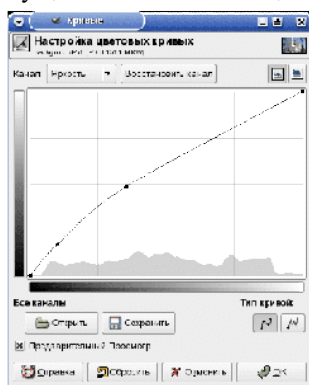 Кривые
Настройка цветовых кривых
Канал: Яркость Восстановить канал
Все каналы Тип кривой:
Открыть Сохранить
Предварительный Просмотр
Справка Сбросить Отменить OK